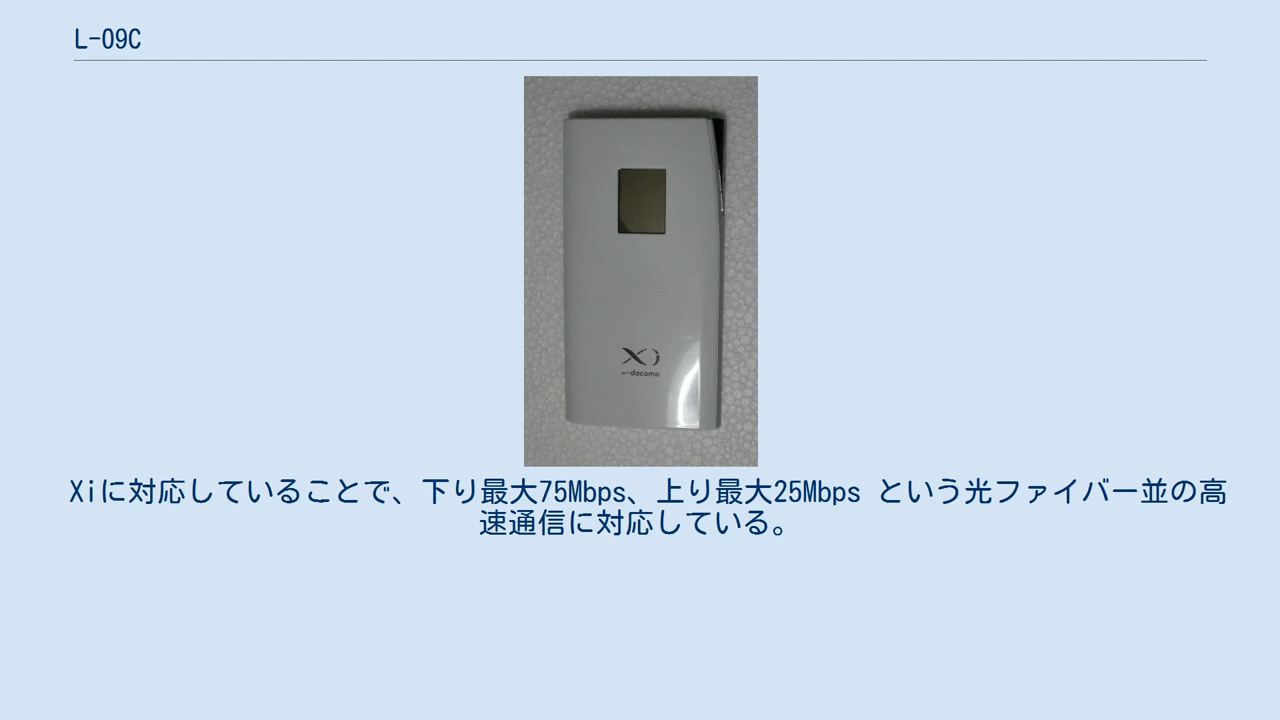 L-09C
Xi
NTT docomo
Xiに対応していることで、下り最大75Mbps、上り最大25Mbps という光ファイバー並の高
速通信に対応している。